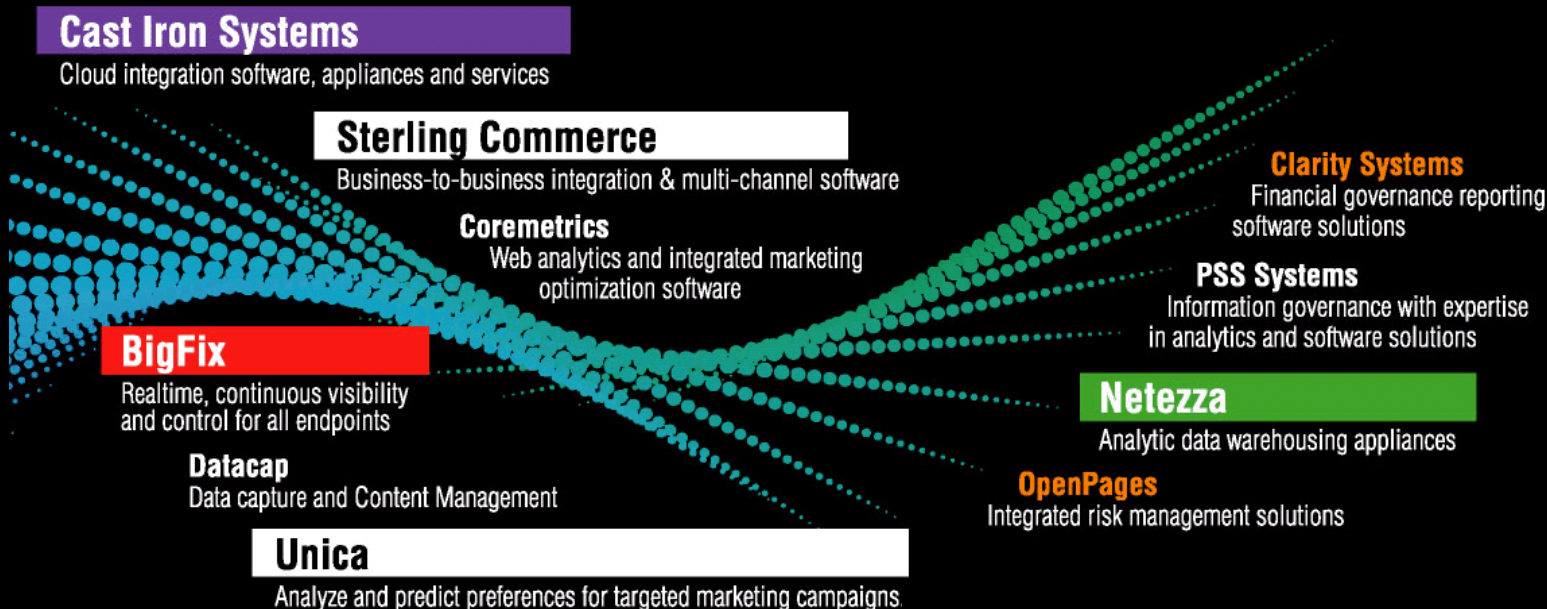 Cast Iron Systems
Cloud integration software, appliances and services
Sterling Commerce
Business-to-business integration & multi-channel software
Coremetrics
Web analytics and integrated marketing
optimization software
BigFix
Realtime, continuous visibility
and control for all endpoints
Datacap
Data capture and Content Management
Unica
Analyze and predict preferences for targeted marketing campaigns.
Clarity Systems
Financial governance reporting
software solutions
PSS Systems
Information governance with expertise
in analytics and software solutions
Netezza
Analytic data warehousing appliances
OpenPages
Integrated risk management solutions